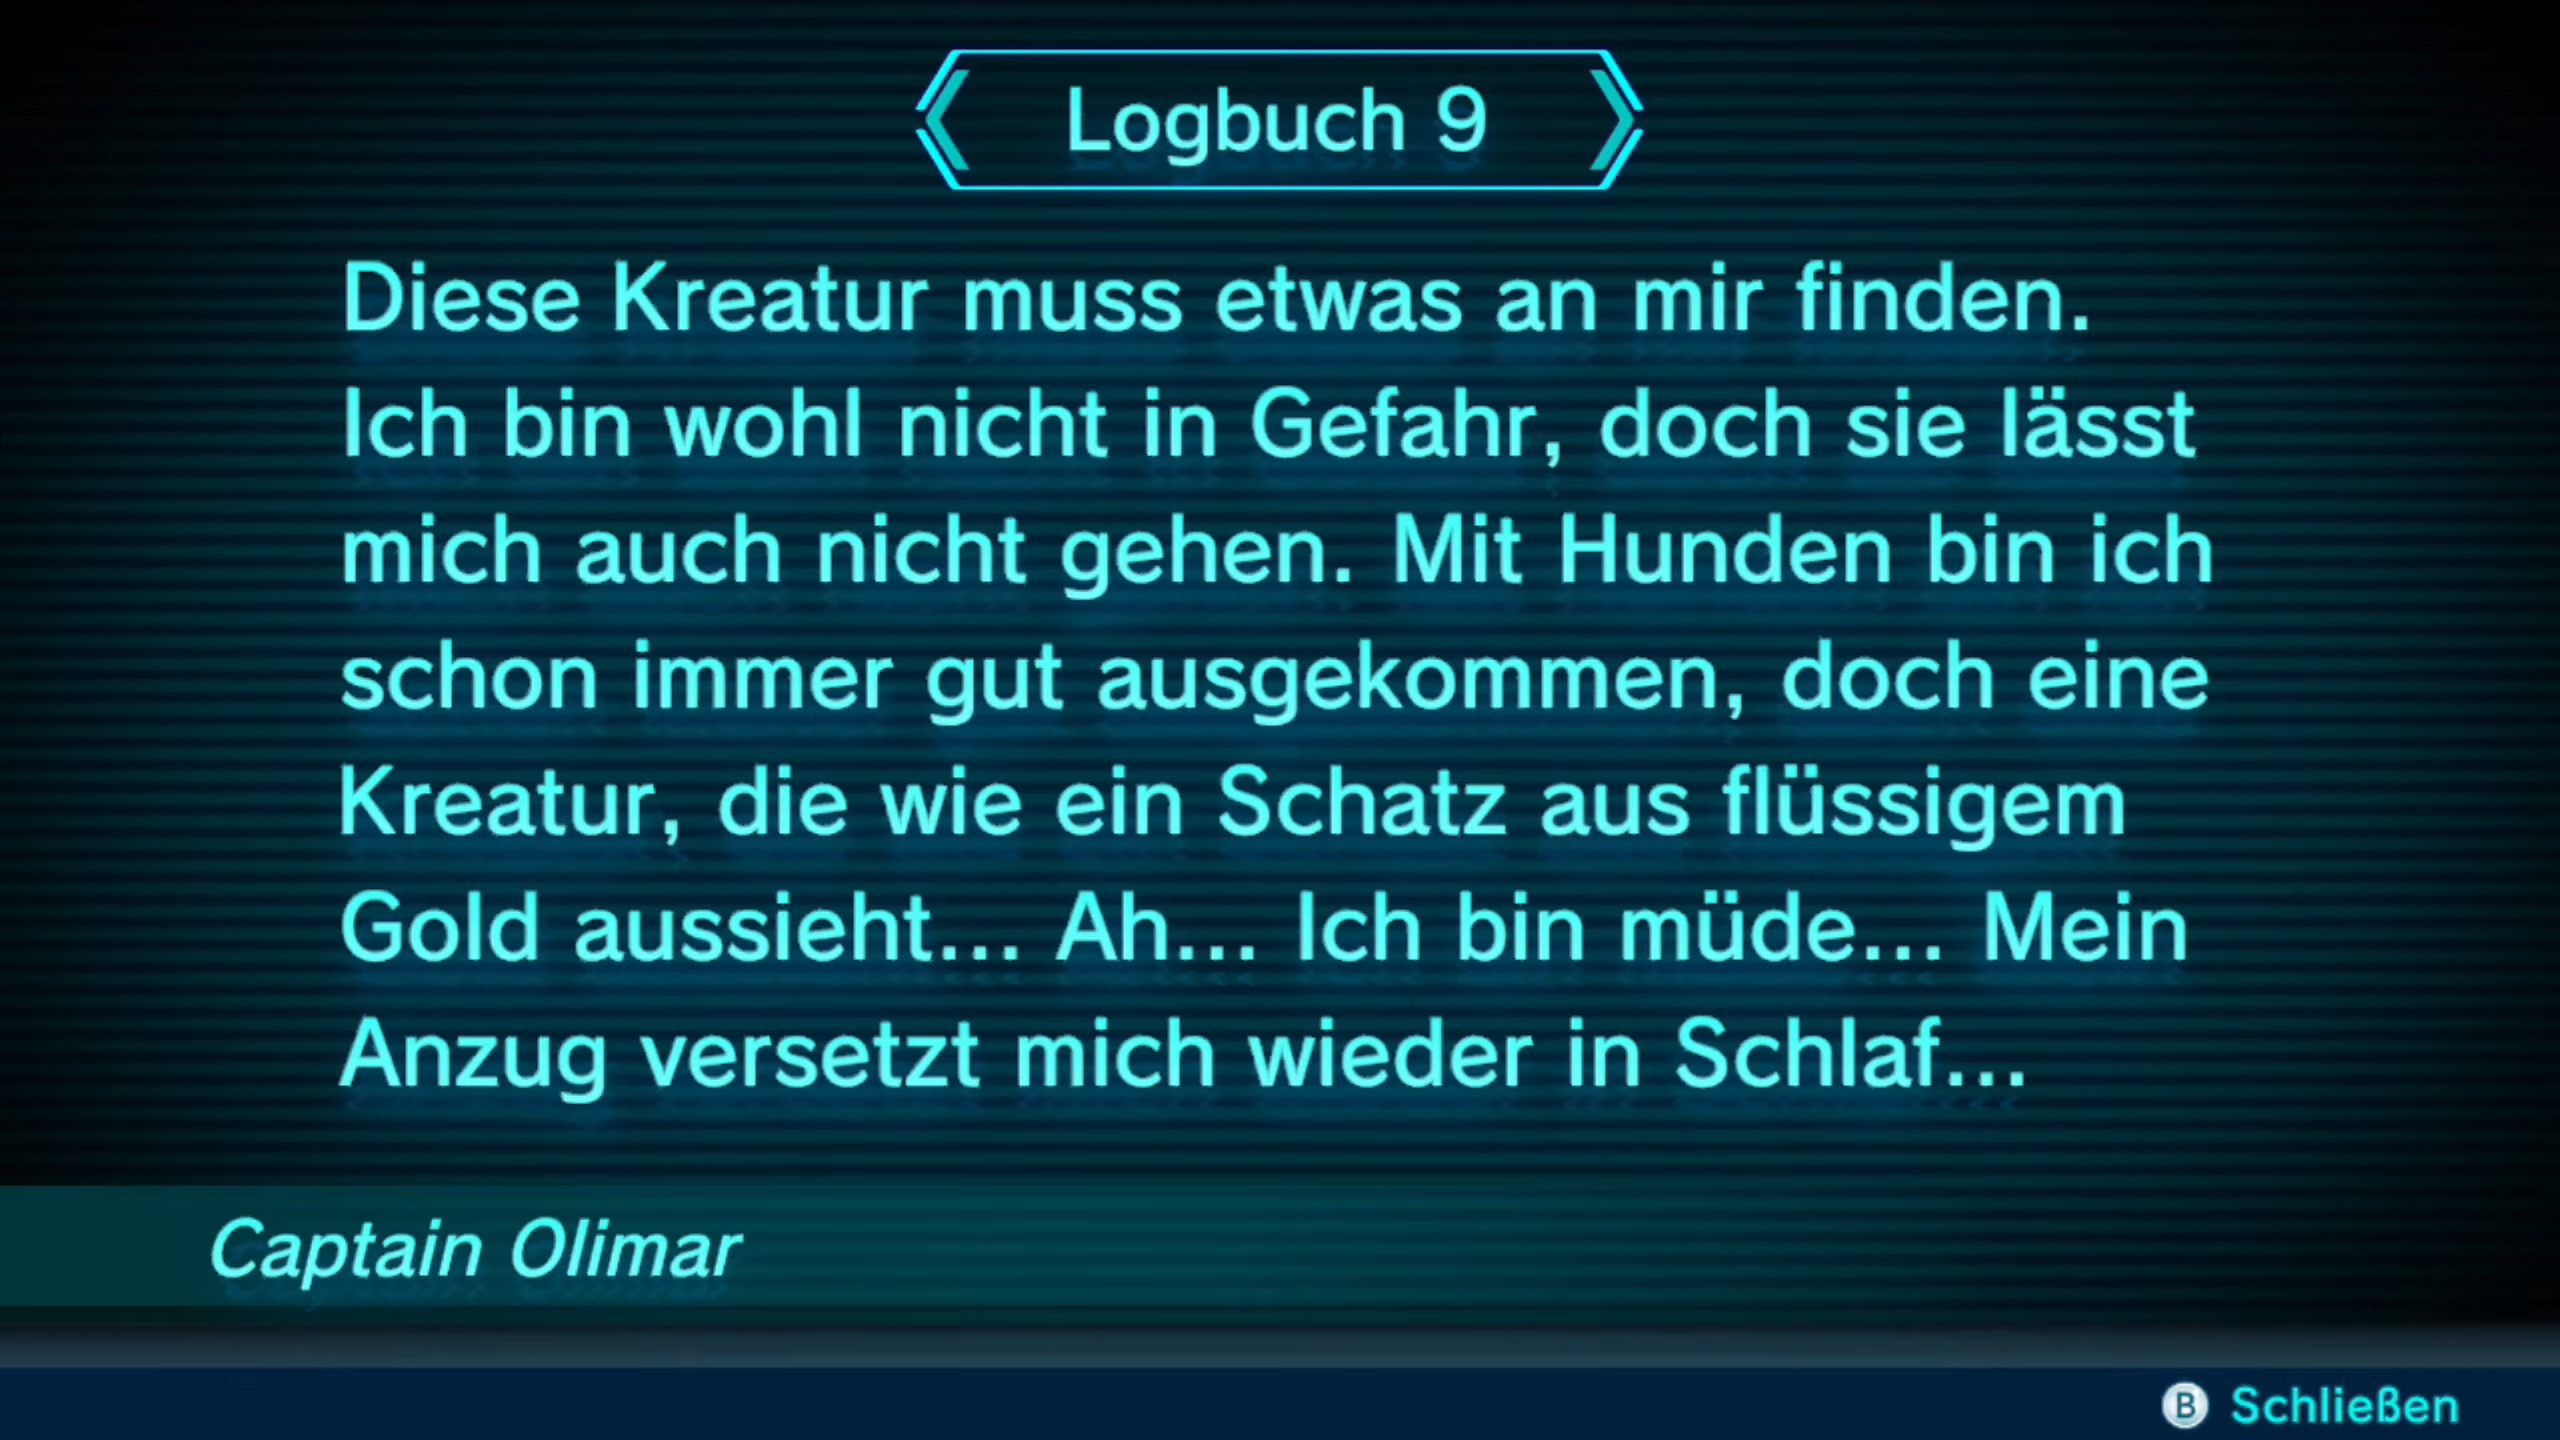 Logbuch 9
Diese Kreatur muss etwas an mir finden.
Ich bin wohl nicht in Gefahr, doch sie lässt
mich auch nicht gehen. Mit Hunden bin ich
schon immer gut ausgekommen, doch eine
Kreatur, die wie ein Schatz aus flüssigem
Gold aussieht... Ah... Ich bin müde... Mein
Anzug versetzt mich wieder in Schlaf...
Captain Olimar
B Schließen